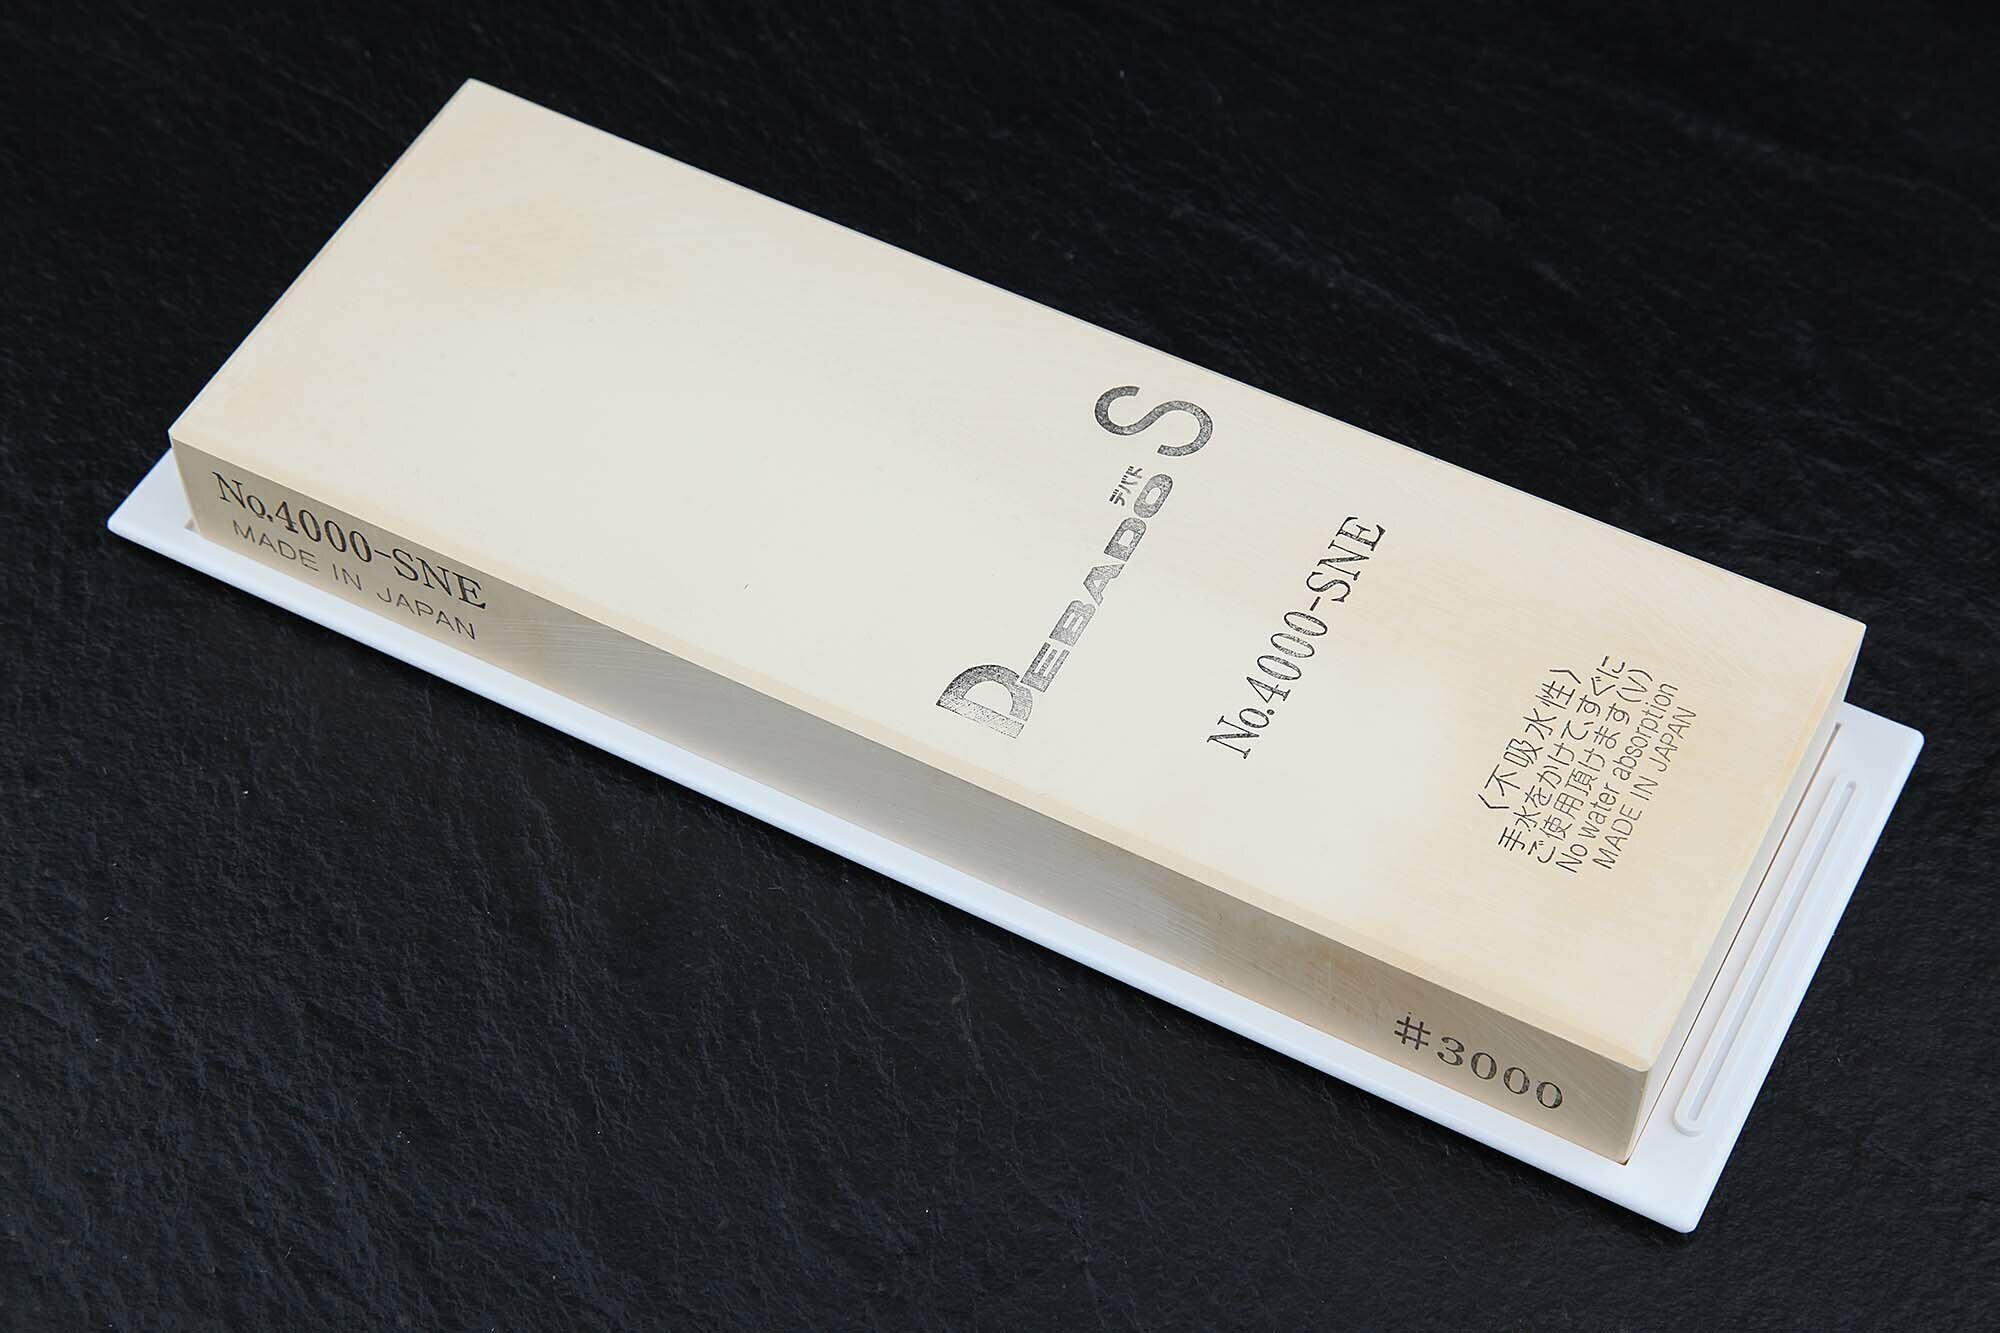 DEBADO S
デバド
No.4000-SNE
〈不吸水性〉
手水をかけて、すぐに
ご使用頂けます(V)
No water absorption
MADE IN JAPAN
No.4000-SNE
MADE IN JAPAN
#3000